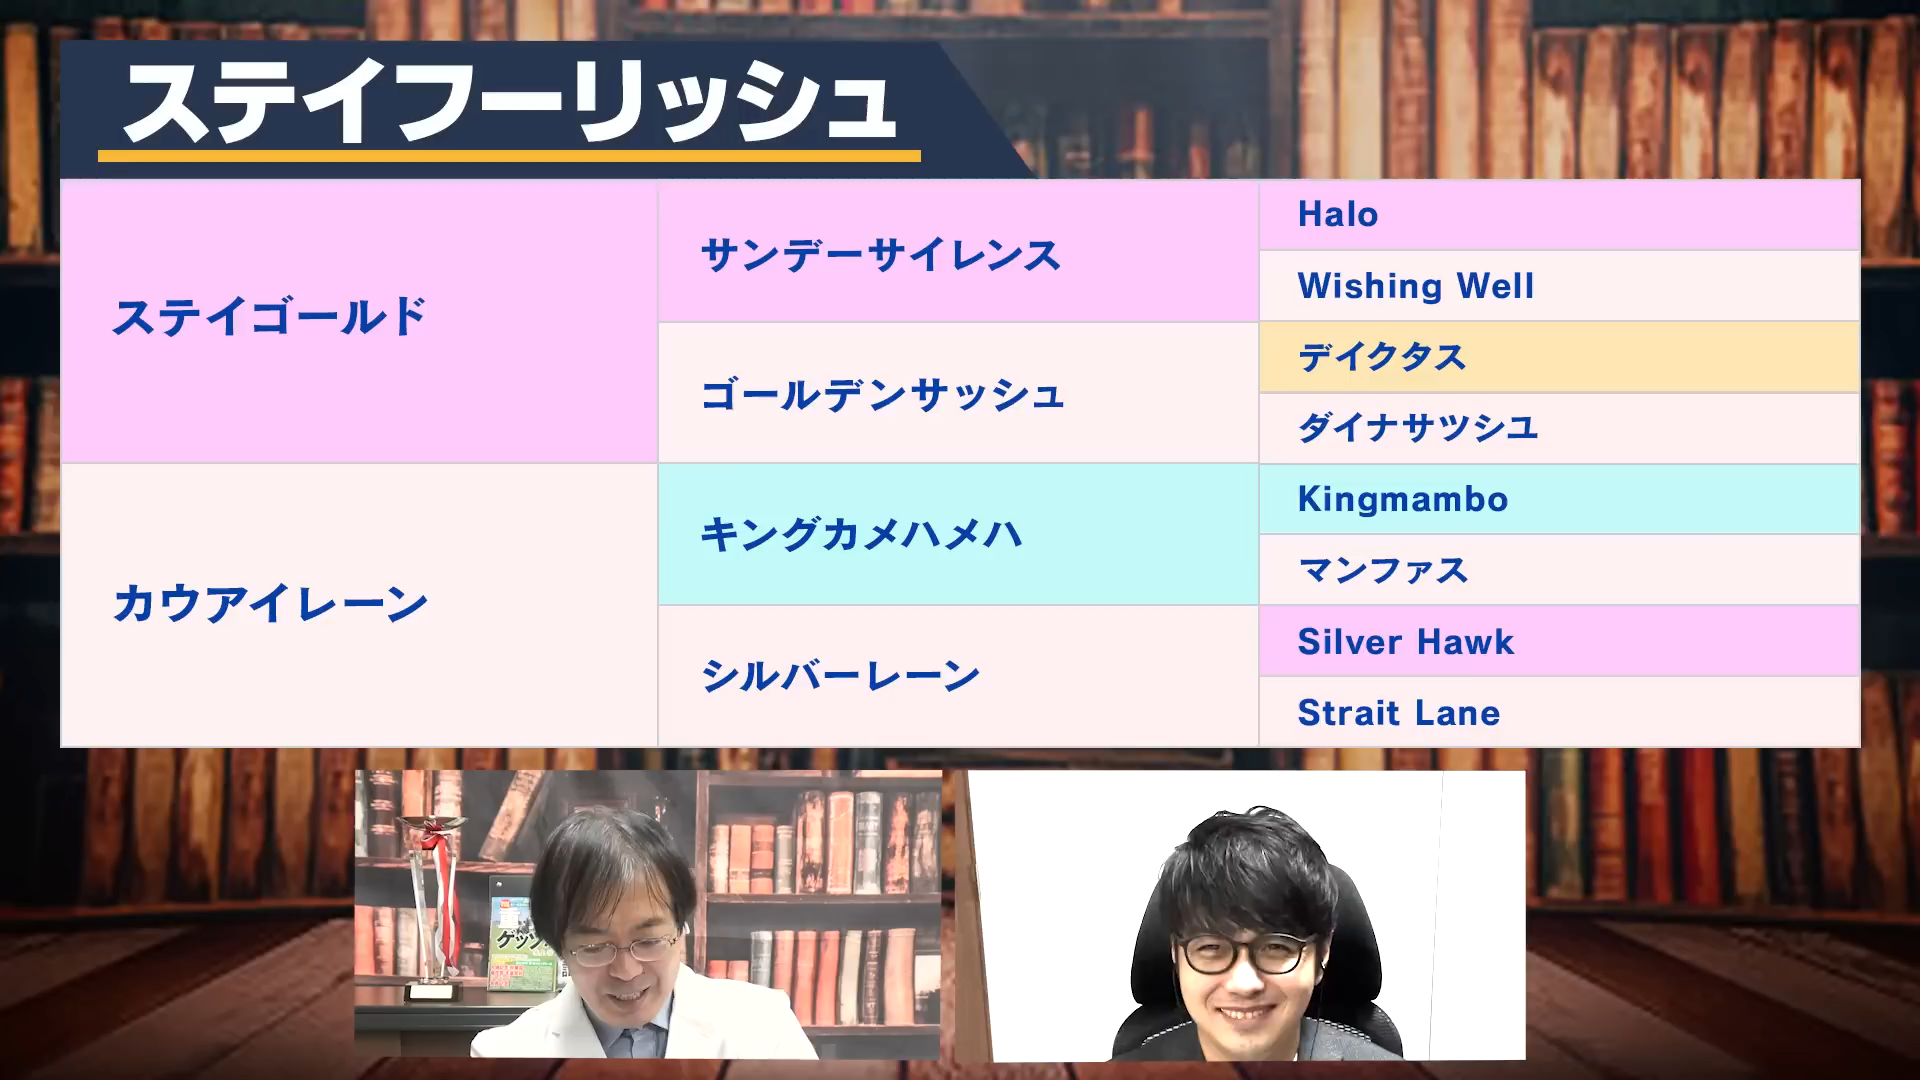 ステイフーリッシュ
ステイゴールド
カウアイレーン
サンデーサイレンス
ゴールデンサッシュ
キングカメハメハ
シルバーレーン
Halo
Wishing Well
デイクタス
ダイナサツシユ
Kingmambo
マンファス
Silver Hawk
Strait Lane
ゲッツ